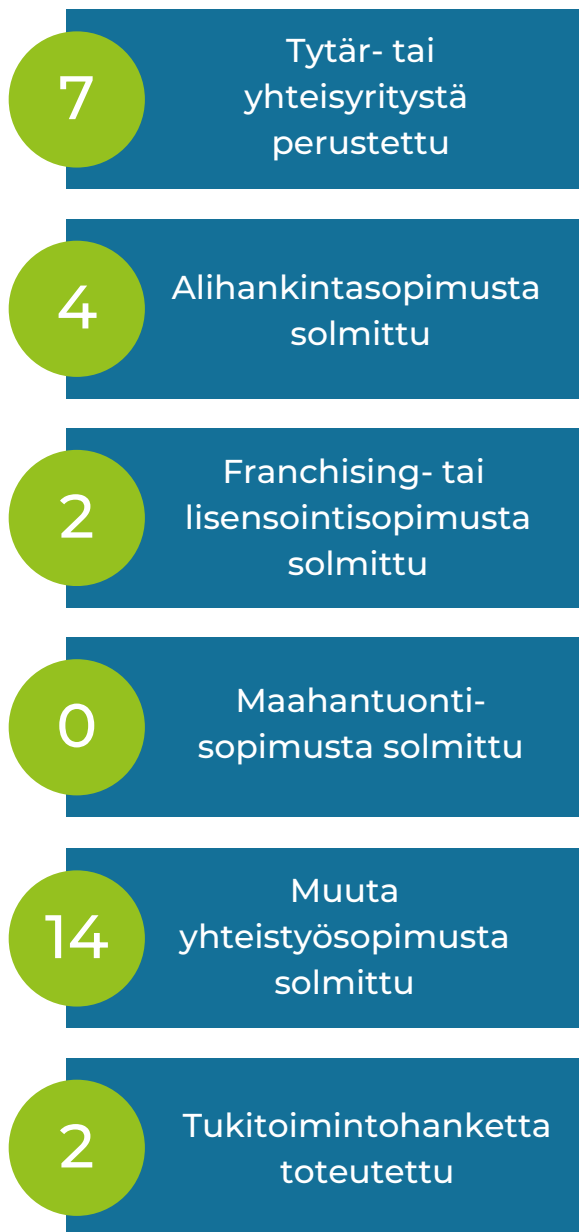 7
Tytär- tai
yhteisyritystä
perustettu
4
Alihankintasopimusta
solmittu
2
Franchising- tai
lisensointisopimusta
solmittu
0
Maahantuonti-
sopimusta solmittu
14
Muuta
yhteistyösopimusta
solmittu
2
Tukitoimintohanketta
toteutettu